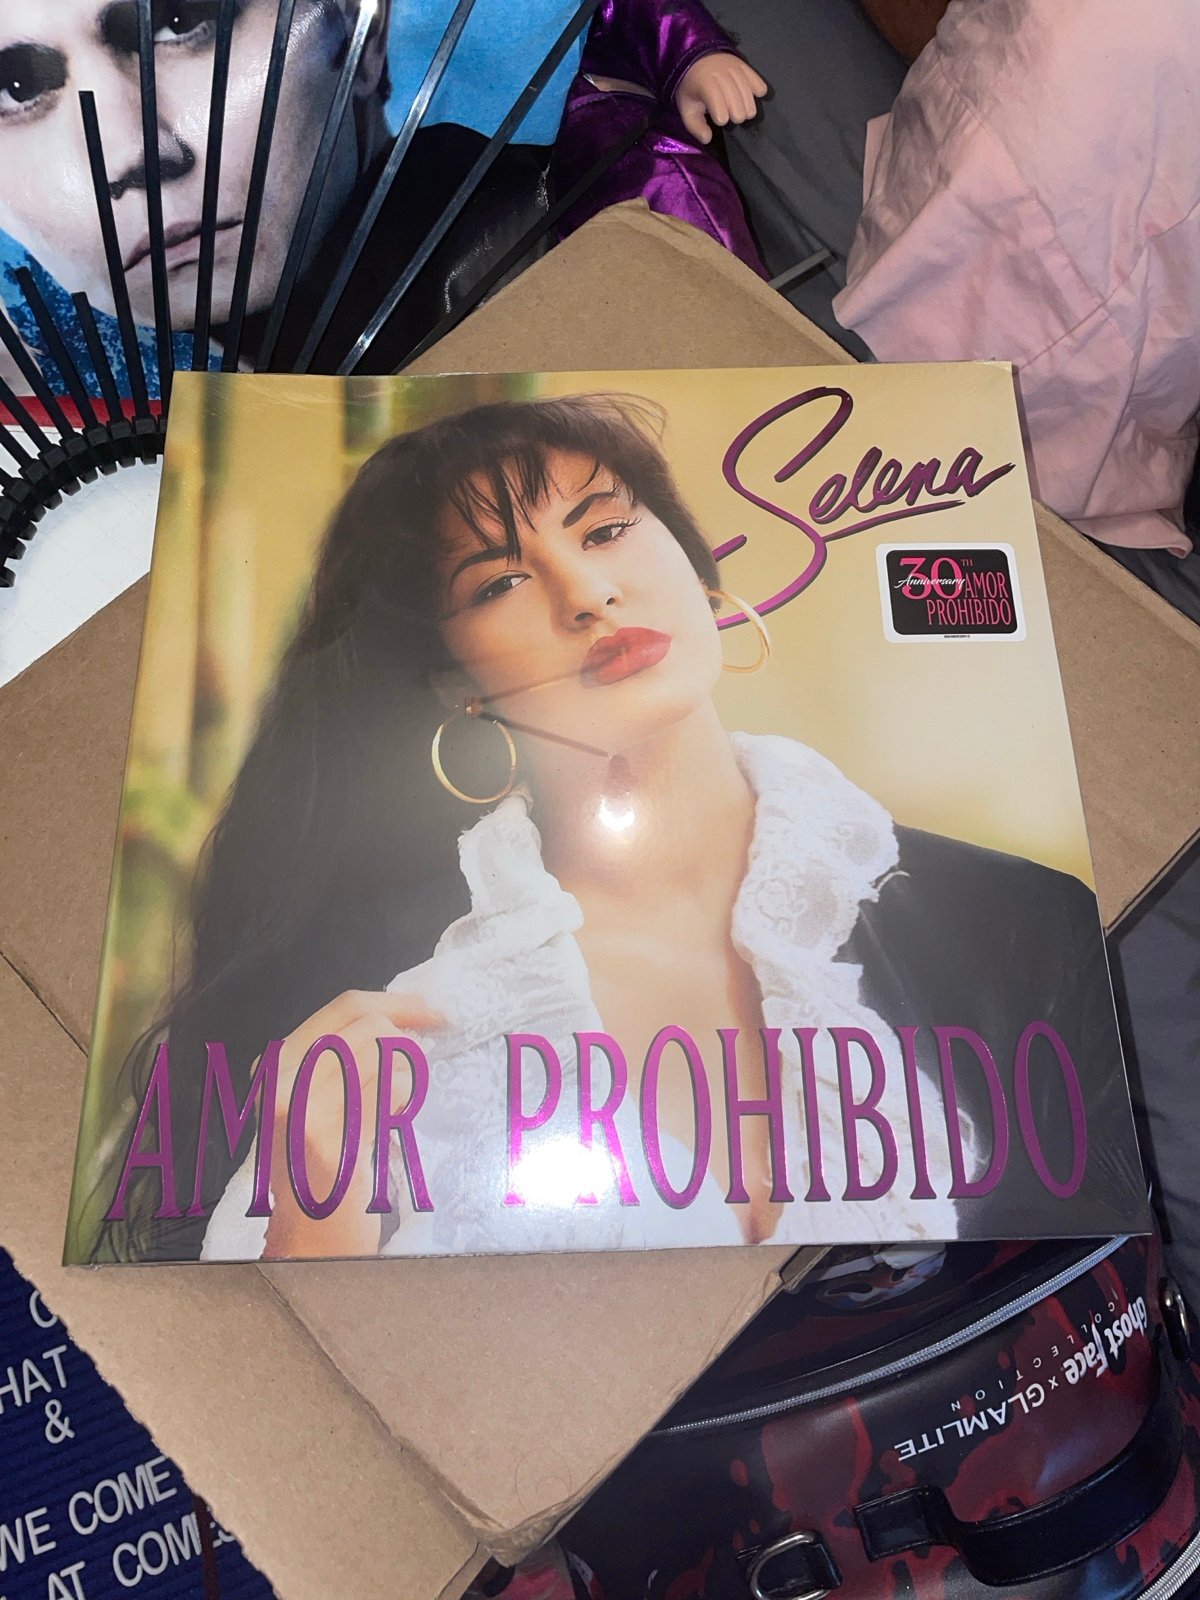 Selena
30TH
Anniversary
AMOR
PROHIBIDO
AMOR PROHIBIDO
Ghost Face x GLAMLITE
COLLECTION
HAT
&
WE COME
AT COME